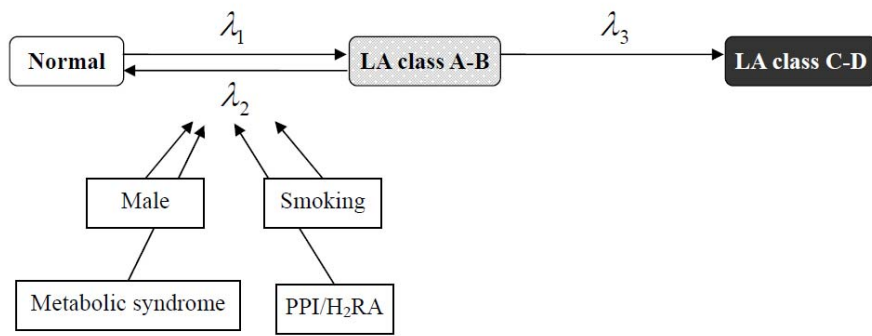 λ₁
λ₃
Normal
LA class A-B
LA class C-D
λ₂
Male
Smoking
Metabolic syndrome
PPI/H₂RA